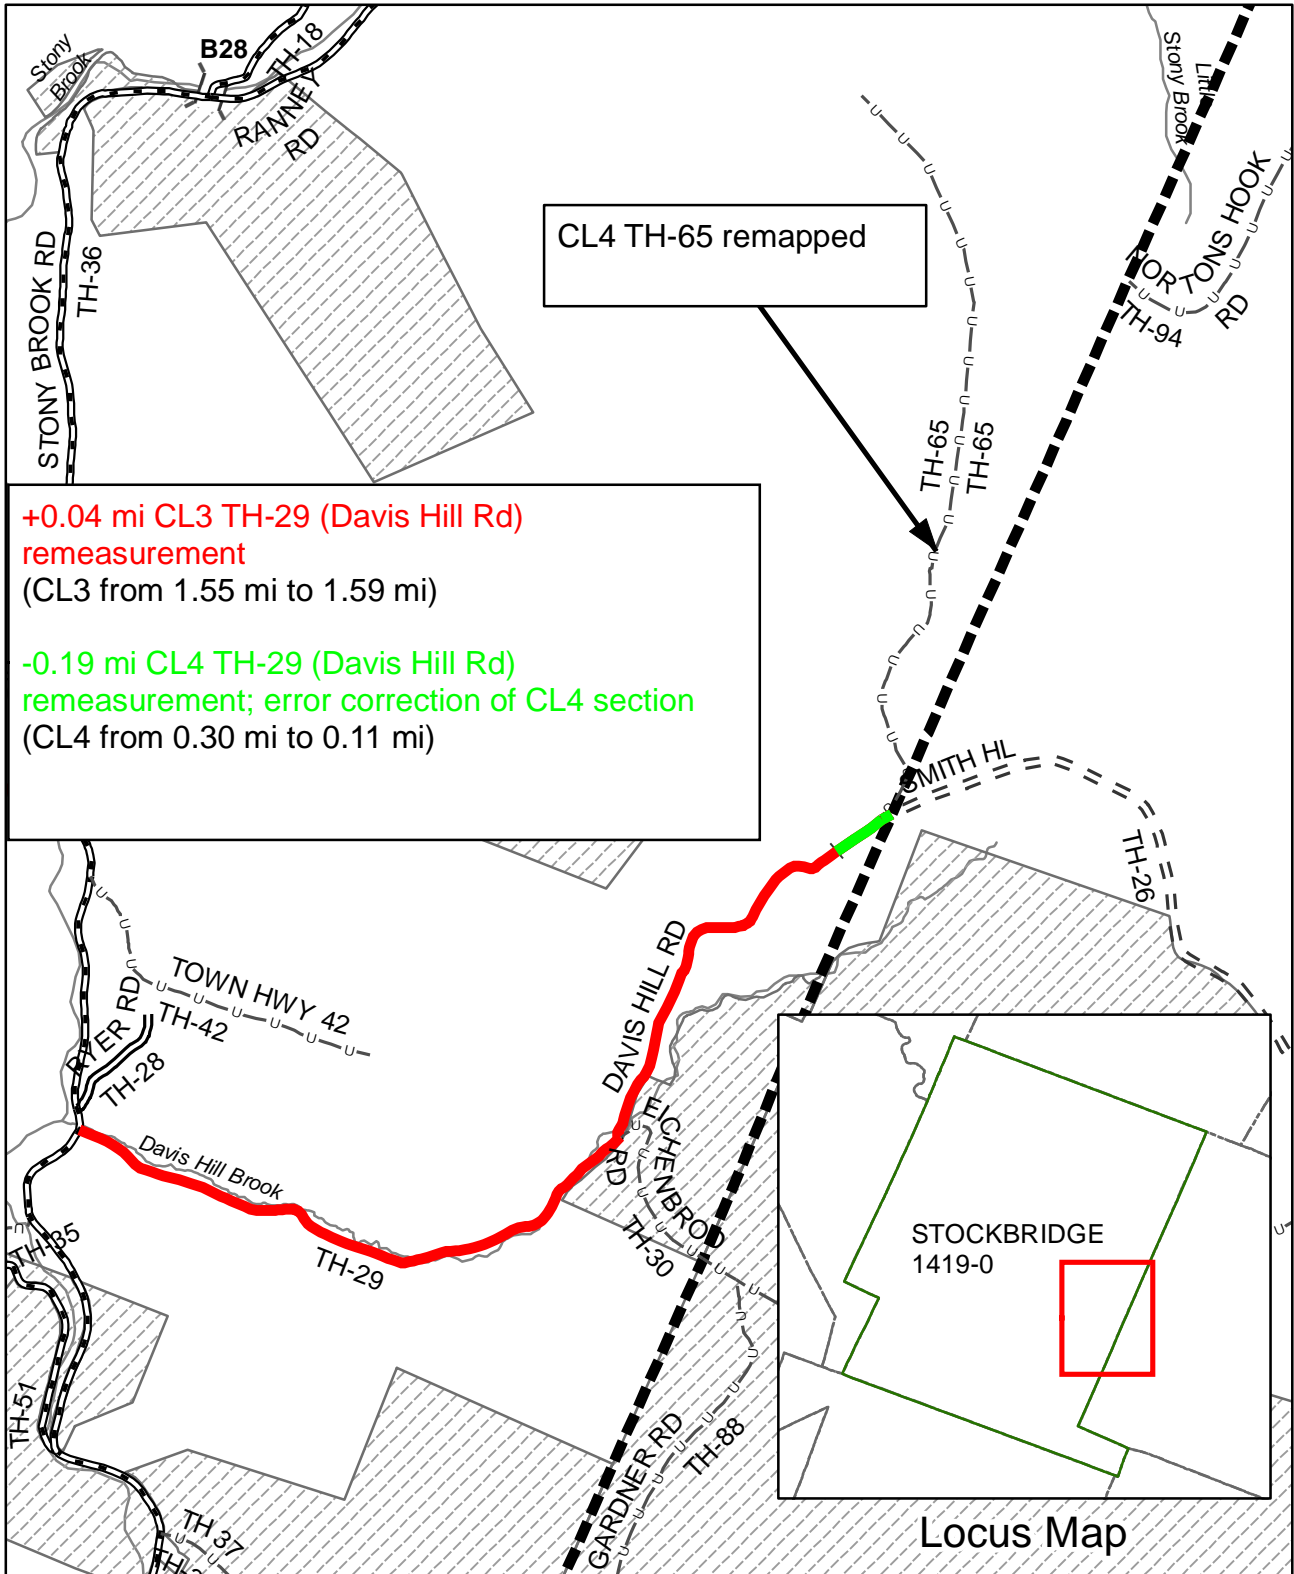 Stony
Brook
B28
TH-18
RANNEY
RD
Stony Brook
STONY BROOK RD
TH-36
CL4 TH-65 remapped
NORTONS HOOK
RD
TH-94
TH-65
TH-65
+0.04 mi CL3 TH-29 (Davis Hill Rd)
remeasurement
(CL3 from 1.55 mi to 1.59 mi)
-0.19 mi CL4 TH-29 (Davis Hill Rd)
remeasurement; error correction of CL4 section
(CL4 from 0.30 mi to 0.11 mi)
SMITH HL
TH-26
DAVIS HILL RD
TOWN HWY 42
TH-42
RYER RD
TH-28
Davis Hill Brook
TH-29
EICHENBROD
RD
TH-30
TH-35
TH-51
TH 37
GARDNER RD
TH-88
STOCKBRIDGE
1419-0
Locus Map